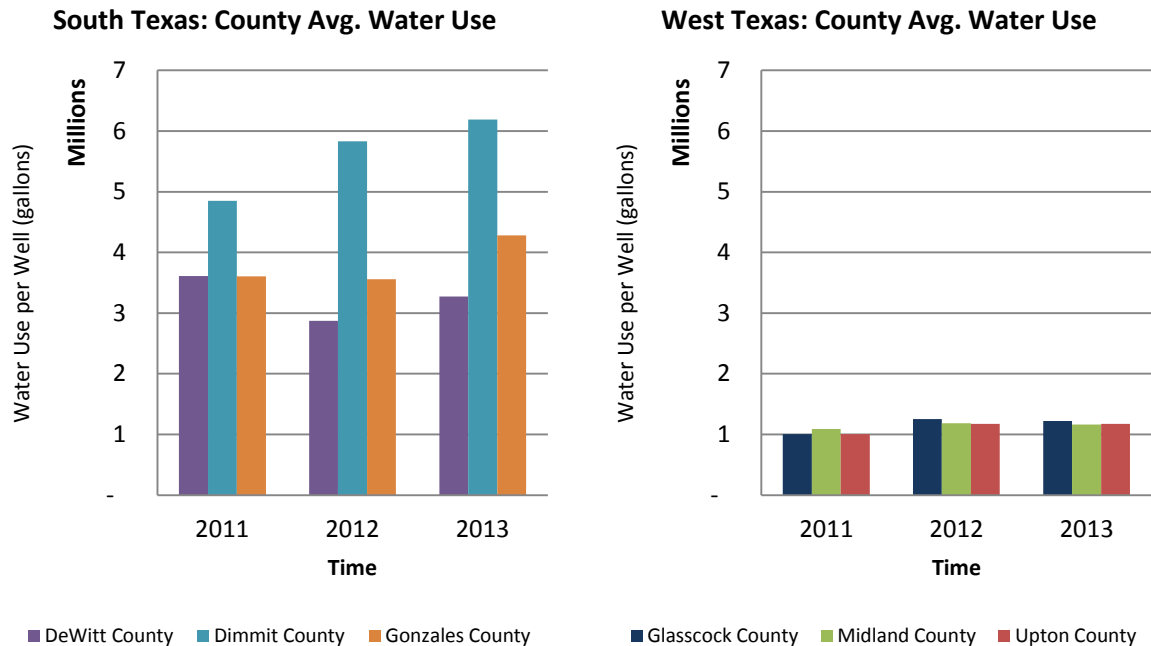 South Texas: County Avg. Water Use
Water Use per Well (gallons)
Millions
7
6
5
4
3
2
1
-
2011 2012 2013
Time
DeWitt County Dimmit County Gonzales County
West Texas: County Avg. Water Use
Water Use per Well (gallons)
Millions
7
6
5
4
3
2
1
-
2011 2012 2013
Time
Glasscock County Midland County Upton County